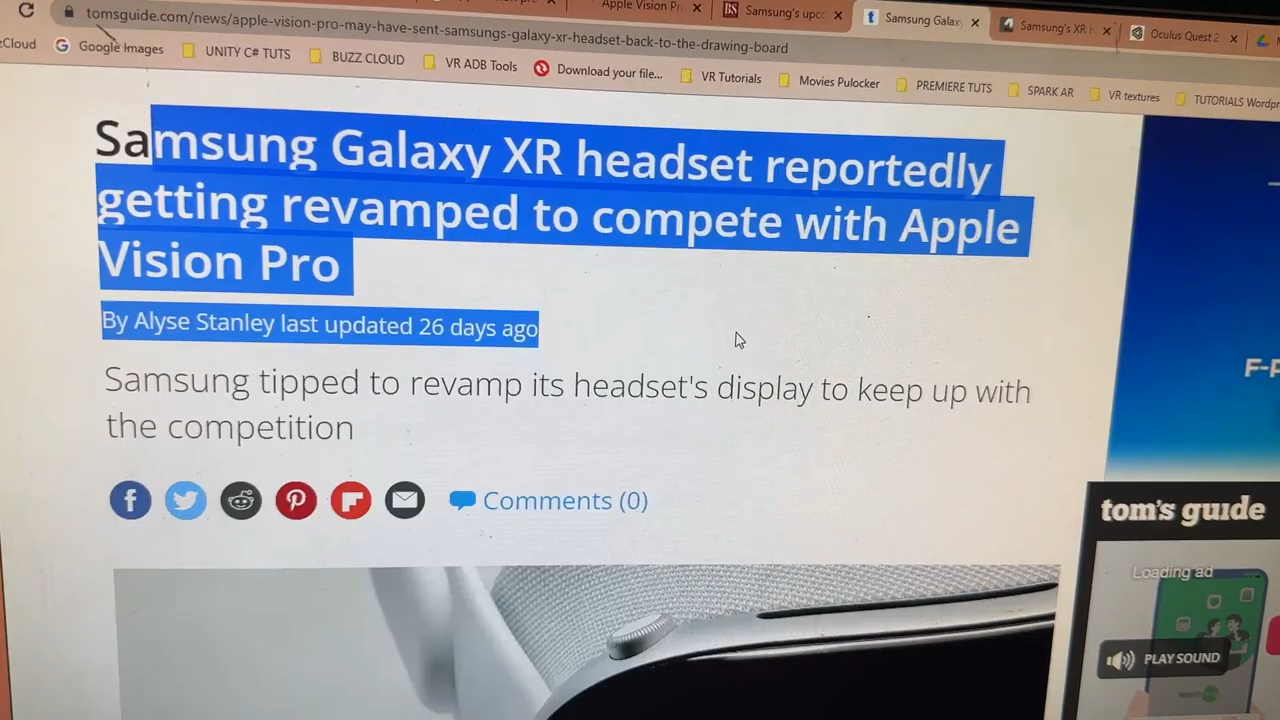 Apple Vision Pr
Samsung's upc
Samsung Galax
Samsung's XR h
Oculus Quest 2
tomsguide.com/news/apple-vision-pro-may-have-sent-samsungs-galaxy-xr-headset-back-to-the-drawing-board
Cloud
Google Images
UNITY C# TUTS
BUZZ CLOUD
VR ADB Tools
Download your file...
VR Tutorials
Movies Pulocker
PREMIERE TUTS
SPARK AR
VR textures
TUTORIALS Wordpr
Samsung Galaxy XR headset reportedly
getting revamped to compete with Apple
Vision Pro
By Alyse Stanley last updated 26 days ago
Samsung tipped to revamp its headset's display to keep up with
the competition
Comments (0)
tom's guide
Loading ad
PLAY SOUND